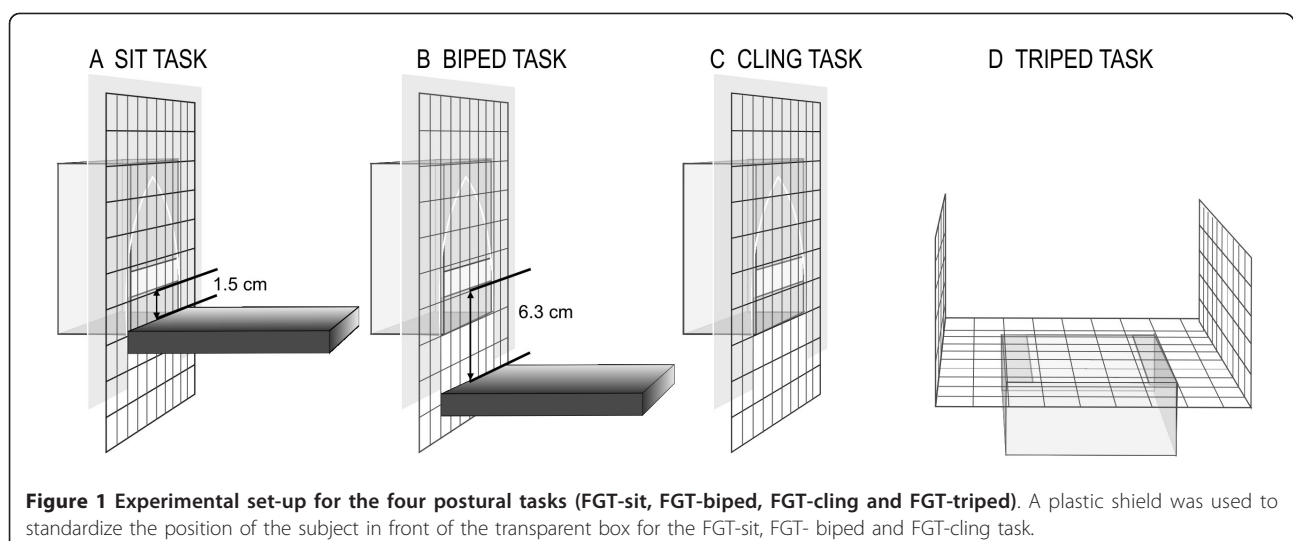 A SIT TASK
B BIPED TASK
C CLING TASK
D TRIPED TASK
1.5 cm
6.3 cm
Figure 1 Experimental set-up for the four postural tasks (FGT-sit, FGT-biped, FGT-cling and FGT-triped). A plastic shield was used to
standardize the position of the subject in front of the transparent box for the FGT-sit, FGT- biped and FGT-cling task.